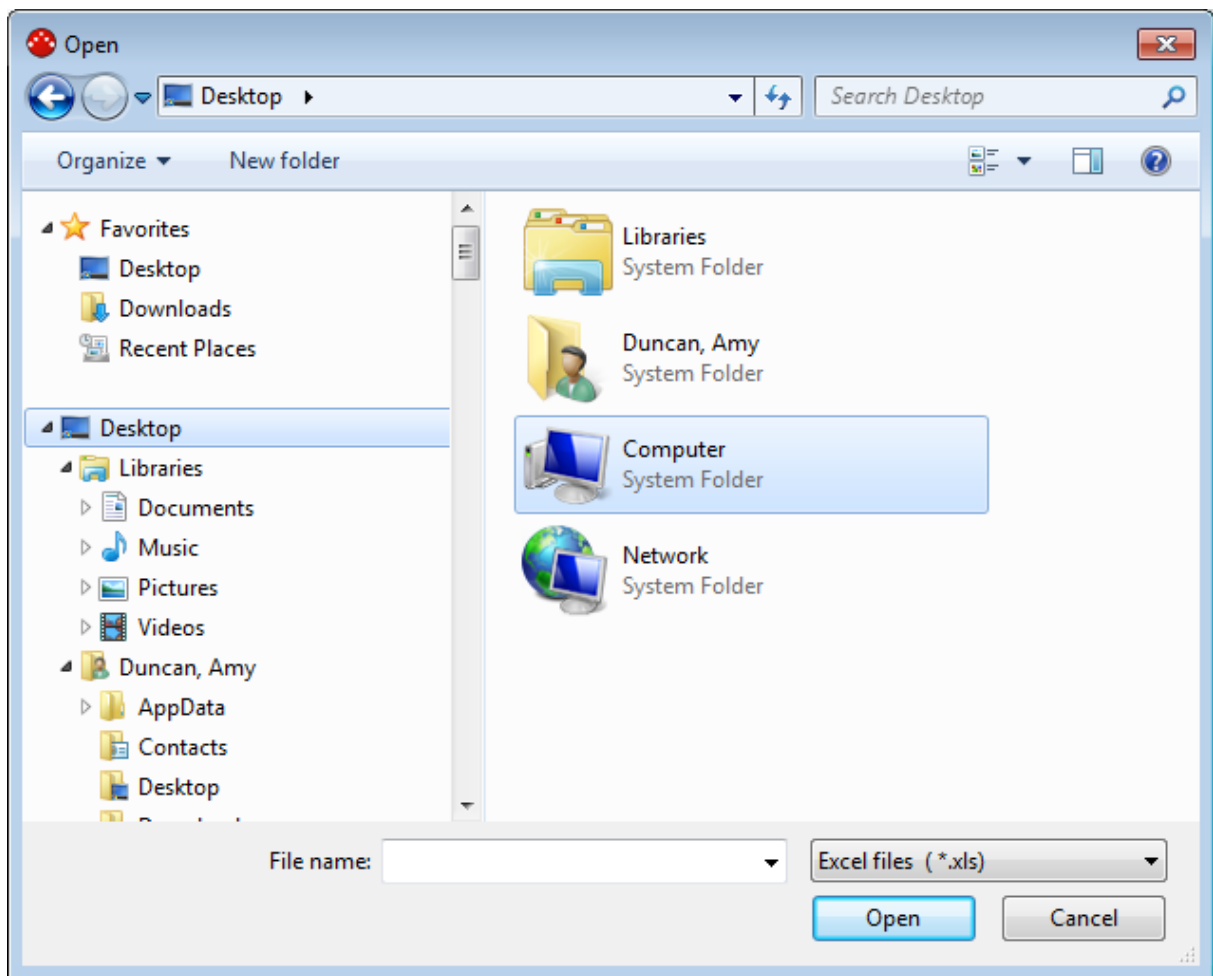 Open
Desktop
Search Desktop
Organize
New folder
Favorites
Desktop
Downloads
Recent Places
Desktop
Libraries
Documents
Music
Pictures
Videos
Duncan, Amy
AppData
Contacts
Desktop
Libraries
System Folder
Duncan, Amy
System Folder
Computer
System Folder
Network
System Folder
File name:
Excel files ( *.xls)
Open
Cancel